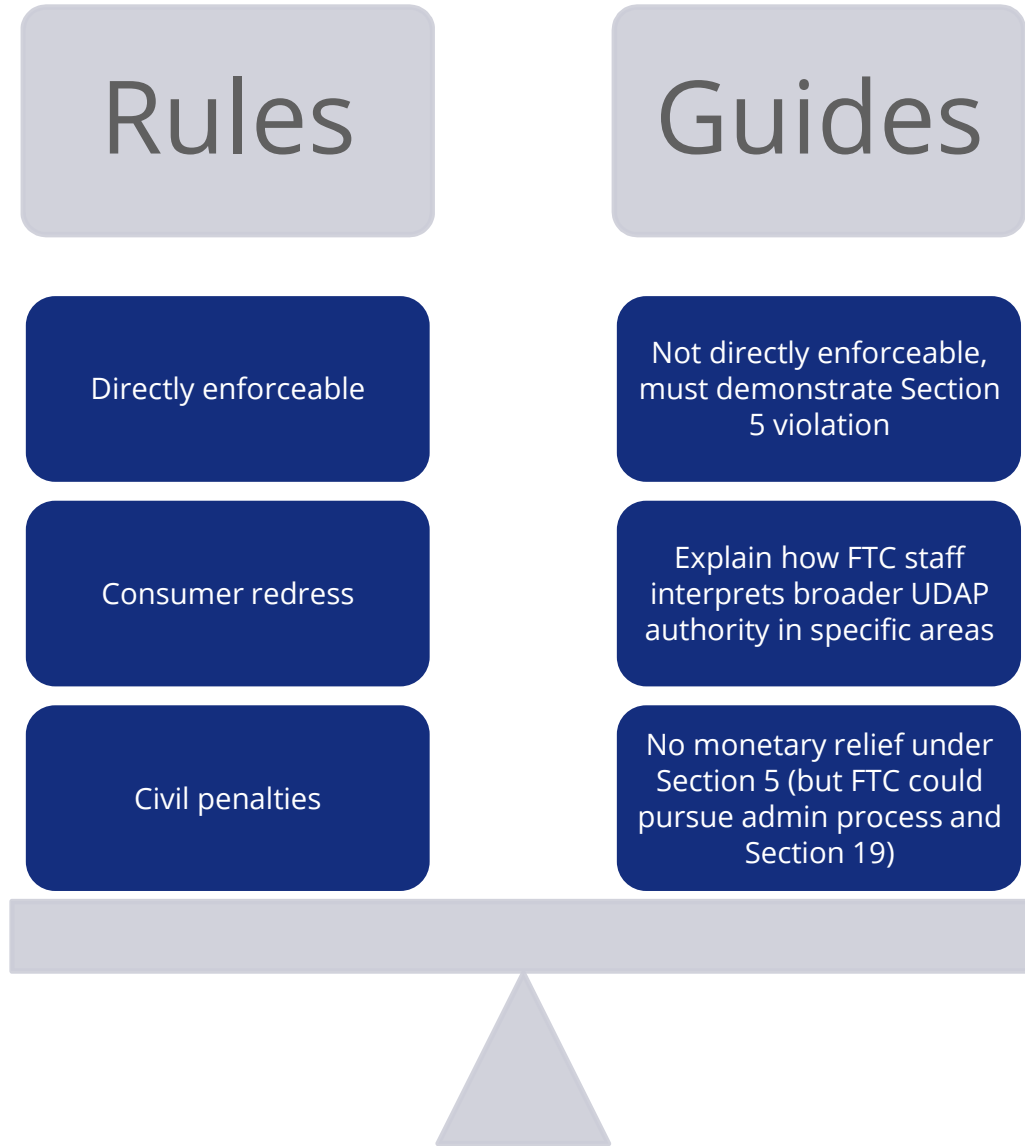 Rules
Guides
Directly enforceable
Not directly enforceable,
must demonstrate Section
5 violation
Consumer redress
Explain how FTC staff
interprets broader UDAP
authority in specific areas
Civil penalties
No monetary relief under
Section 5 (but FTC could
pursue admin process and
Section 19)